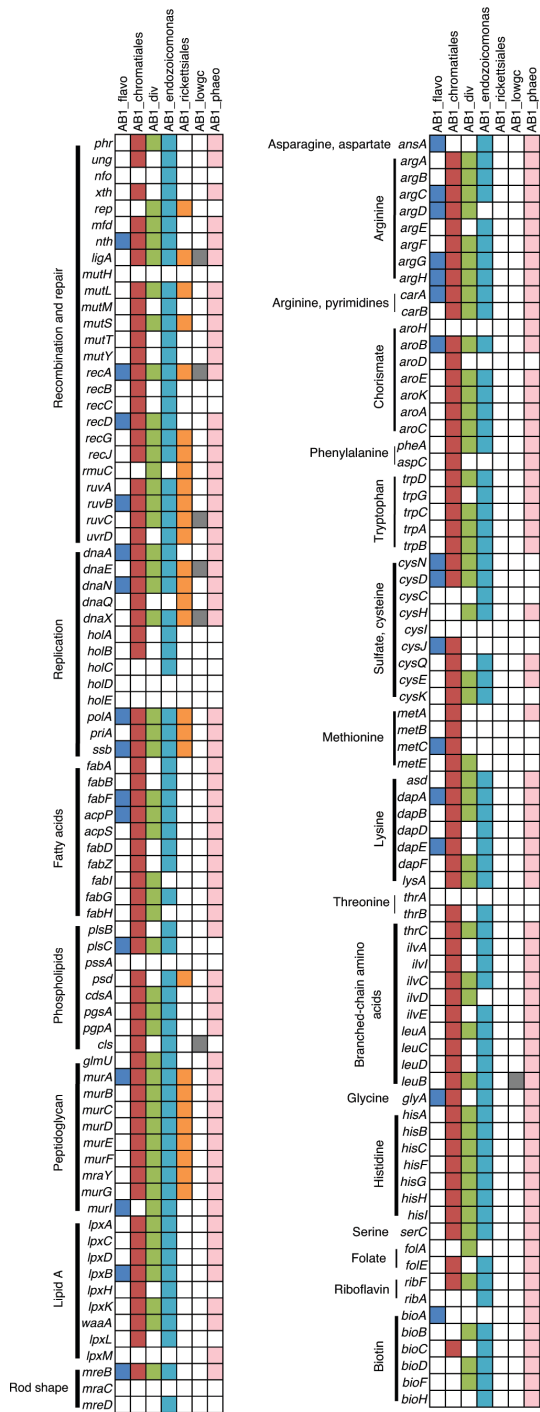 AB1_flavo
AB1_chromatiales
AB1_div
AB1_endozoicomonas
AB1_rickettsiales
AB1_lowgc
AB1_phaeo
Recombination and repair
phr
ung
nfo
xth
rep
mfd
nth
ligA
mutH
mutL
mutM
mutS
mutT
mutY
recA
recB
recC
recD
recG
recJ
rmuC
ruvA
ruvB
ruvC
uvrD
Replication
dnaA
dnaE
dnaN
dnaQ
dnaX
holA
holB
holC
holD
holE
polA
priA
ssb
Fatty acids
fabA
fabB
fabF
acpP
acpS
fabD
fabZ
fabI
fabG
fabH
Phospholipids
plsB
plsC
pssA
psd
cdsA
pgsA
pgpA
cls
Peptidoglycan
glmU
murA
murB
murC
murD
murE
murF
mraY
murG
murI
Lipid A
lpxA
lpxC
lpxD
lpxB
lpxH
lpxK
waaA
lpxL
lpxM
Rod shape
mreB
mraC
mreD
AB1_flavo
AB1_chromatiales
AB1_div
AB1_endozoicomonas
AB1_rickettsiales
AB1_lowgc
AB1_phaeo
Asparagine, aspartate
ansA
Arginine
argA
argB
argC
argD
argE
argF
argG
argH
Arginine, pyrimidines
carA
carB
Chorismate
aroH
aroB
aroD
aroE
aroK
aroA
aroC
Phenylalanine
pheA
aspC
Tryptophan
trpD
trpG
trpC
trpA
trpB
Sulfate, cysteine
cysN
cysD
cysC
cysH
cysI
cysJ
cysQ
cysE
cysK
Methionine
metA
metB
metC
metE
Lysine
asd
dapA
dapB
dapD
dapE
dapF
lysA
Threonine
thrA
thrB
Branched-chain amino
acids
thrC
ilvA
ilvI
ilvC
ilvD
ilvE
leuA
leuC
leuD
leuB
Glycine
glyA
Histidine
hisA
hisB
hisC
hisF
hisG
hisH
hisI
Serine
serC
Folate
folA
folE
Riboflavin
ribF
ribA
Biotin
bioA
bioB
bioC
bioD
bioF
bioH